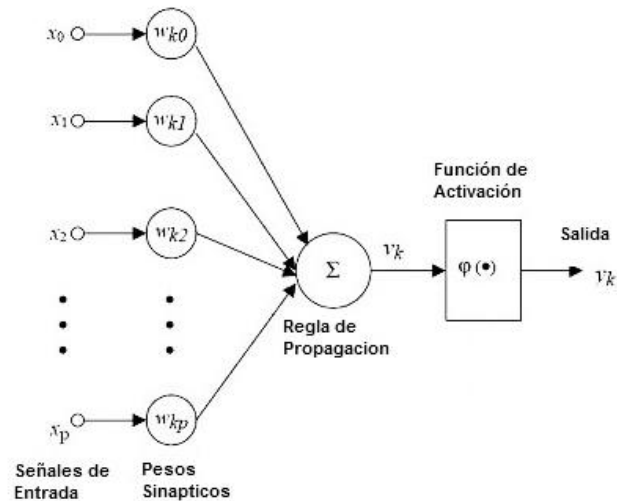 x0
wk0
x1
wk1
x2
wk2
xp
wkp
Σ
Regla de
Propagacion
vk
Función de
Activación
φ(•)
Salida
vk
Señales de
Entrada
Pesos
Sinapticos